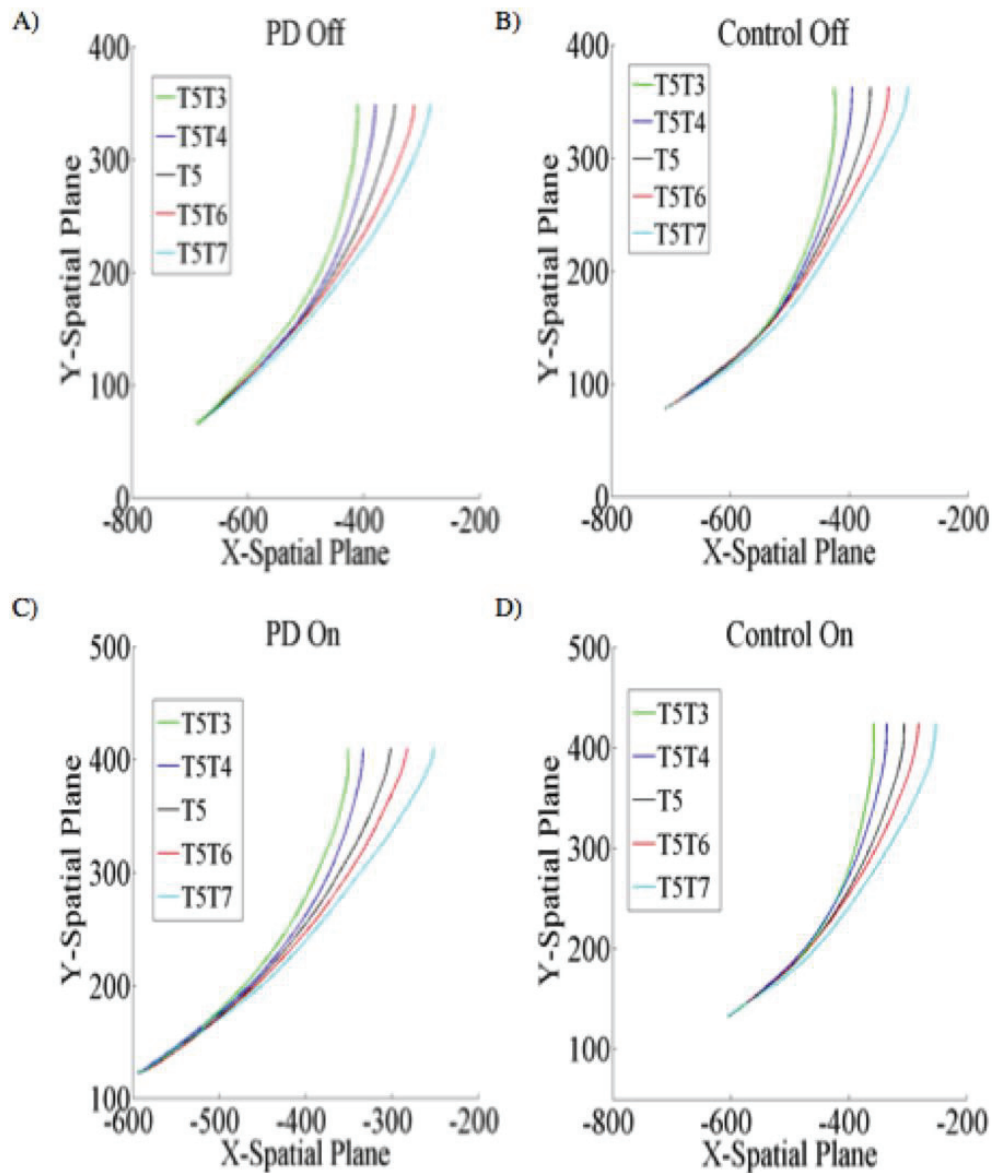 A)
PD Off
400
300
200
100
0
Y-Spatial Plane
T5T3
T5T4
T5
T5T6
T5T7
-800
-600
-400
-200
X-Spatial Plane
B)
Control Off
400
300
200
100
0
Y-Spatial Plane
T5T3
T5T4
T5
T5T6
T5T7
-800
-600
-400
-200
X-Spatial Plane
C)
PD On
500
400
300
200
100
Y-Spatial Plane
T5T3
T5T4
T5
T5T6
T5T7
-600
-500
-400
-300
-200
X-Spatial Plane
D)
Control On
500
400
300
200
100
Y-Spatial Plane
T5T3
T5T4
T5
T5T6
T5T7
-800
-600
-400
-200
X-Spatial Plane